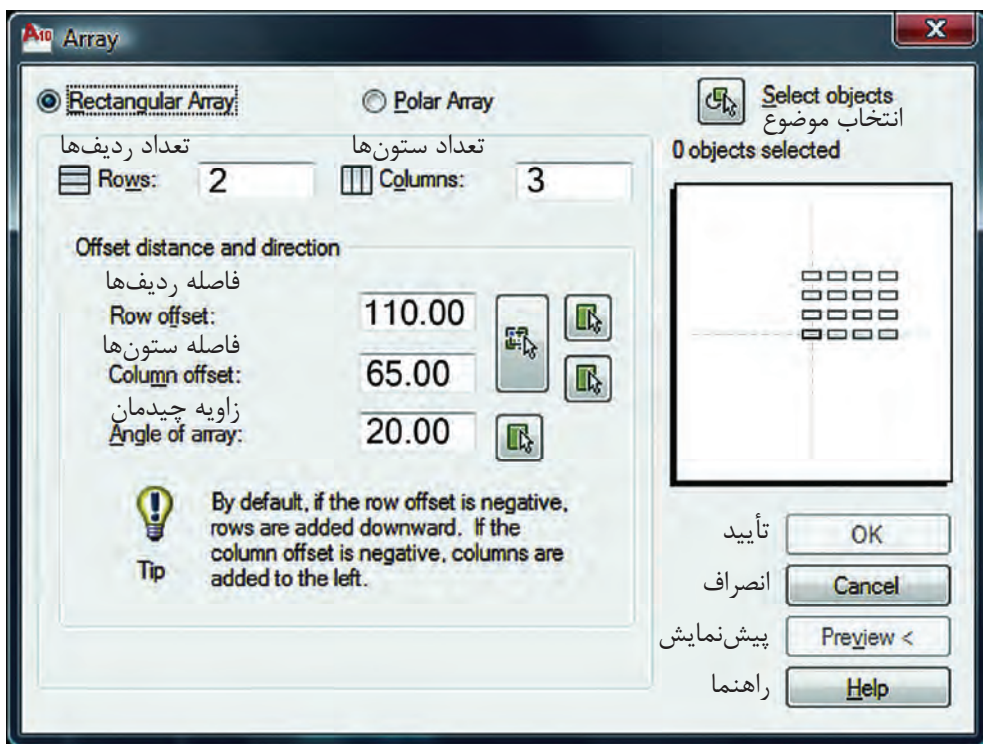 A10 Array
X
Rectangular Array
Polar Array
Select objects
انتخاب موضوع
0 objects selected
تعداد ردیف‌ها
Rows: 2
تعداد ستون‌ها
Columns: 3
Offset distance and direction
فاصله ردیف‌ها
Row offset: 110.00
فاصله ستون‌ها
Column offset: 65.00
زاویه چیدمان
Angle of array: 20.00
Tip
By default, if the row offset is negative,
rows are added downward. If the
column offset is negative, columns are
added to the left.
تأیید OK
انصراف Cancel
پیش‌نمایش Preview <
راهنما Help